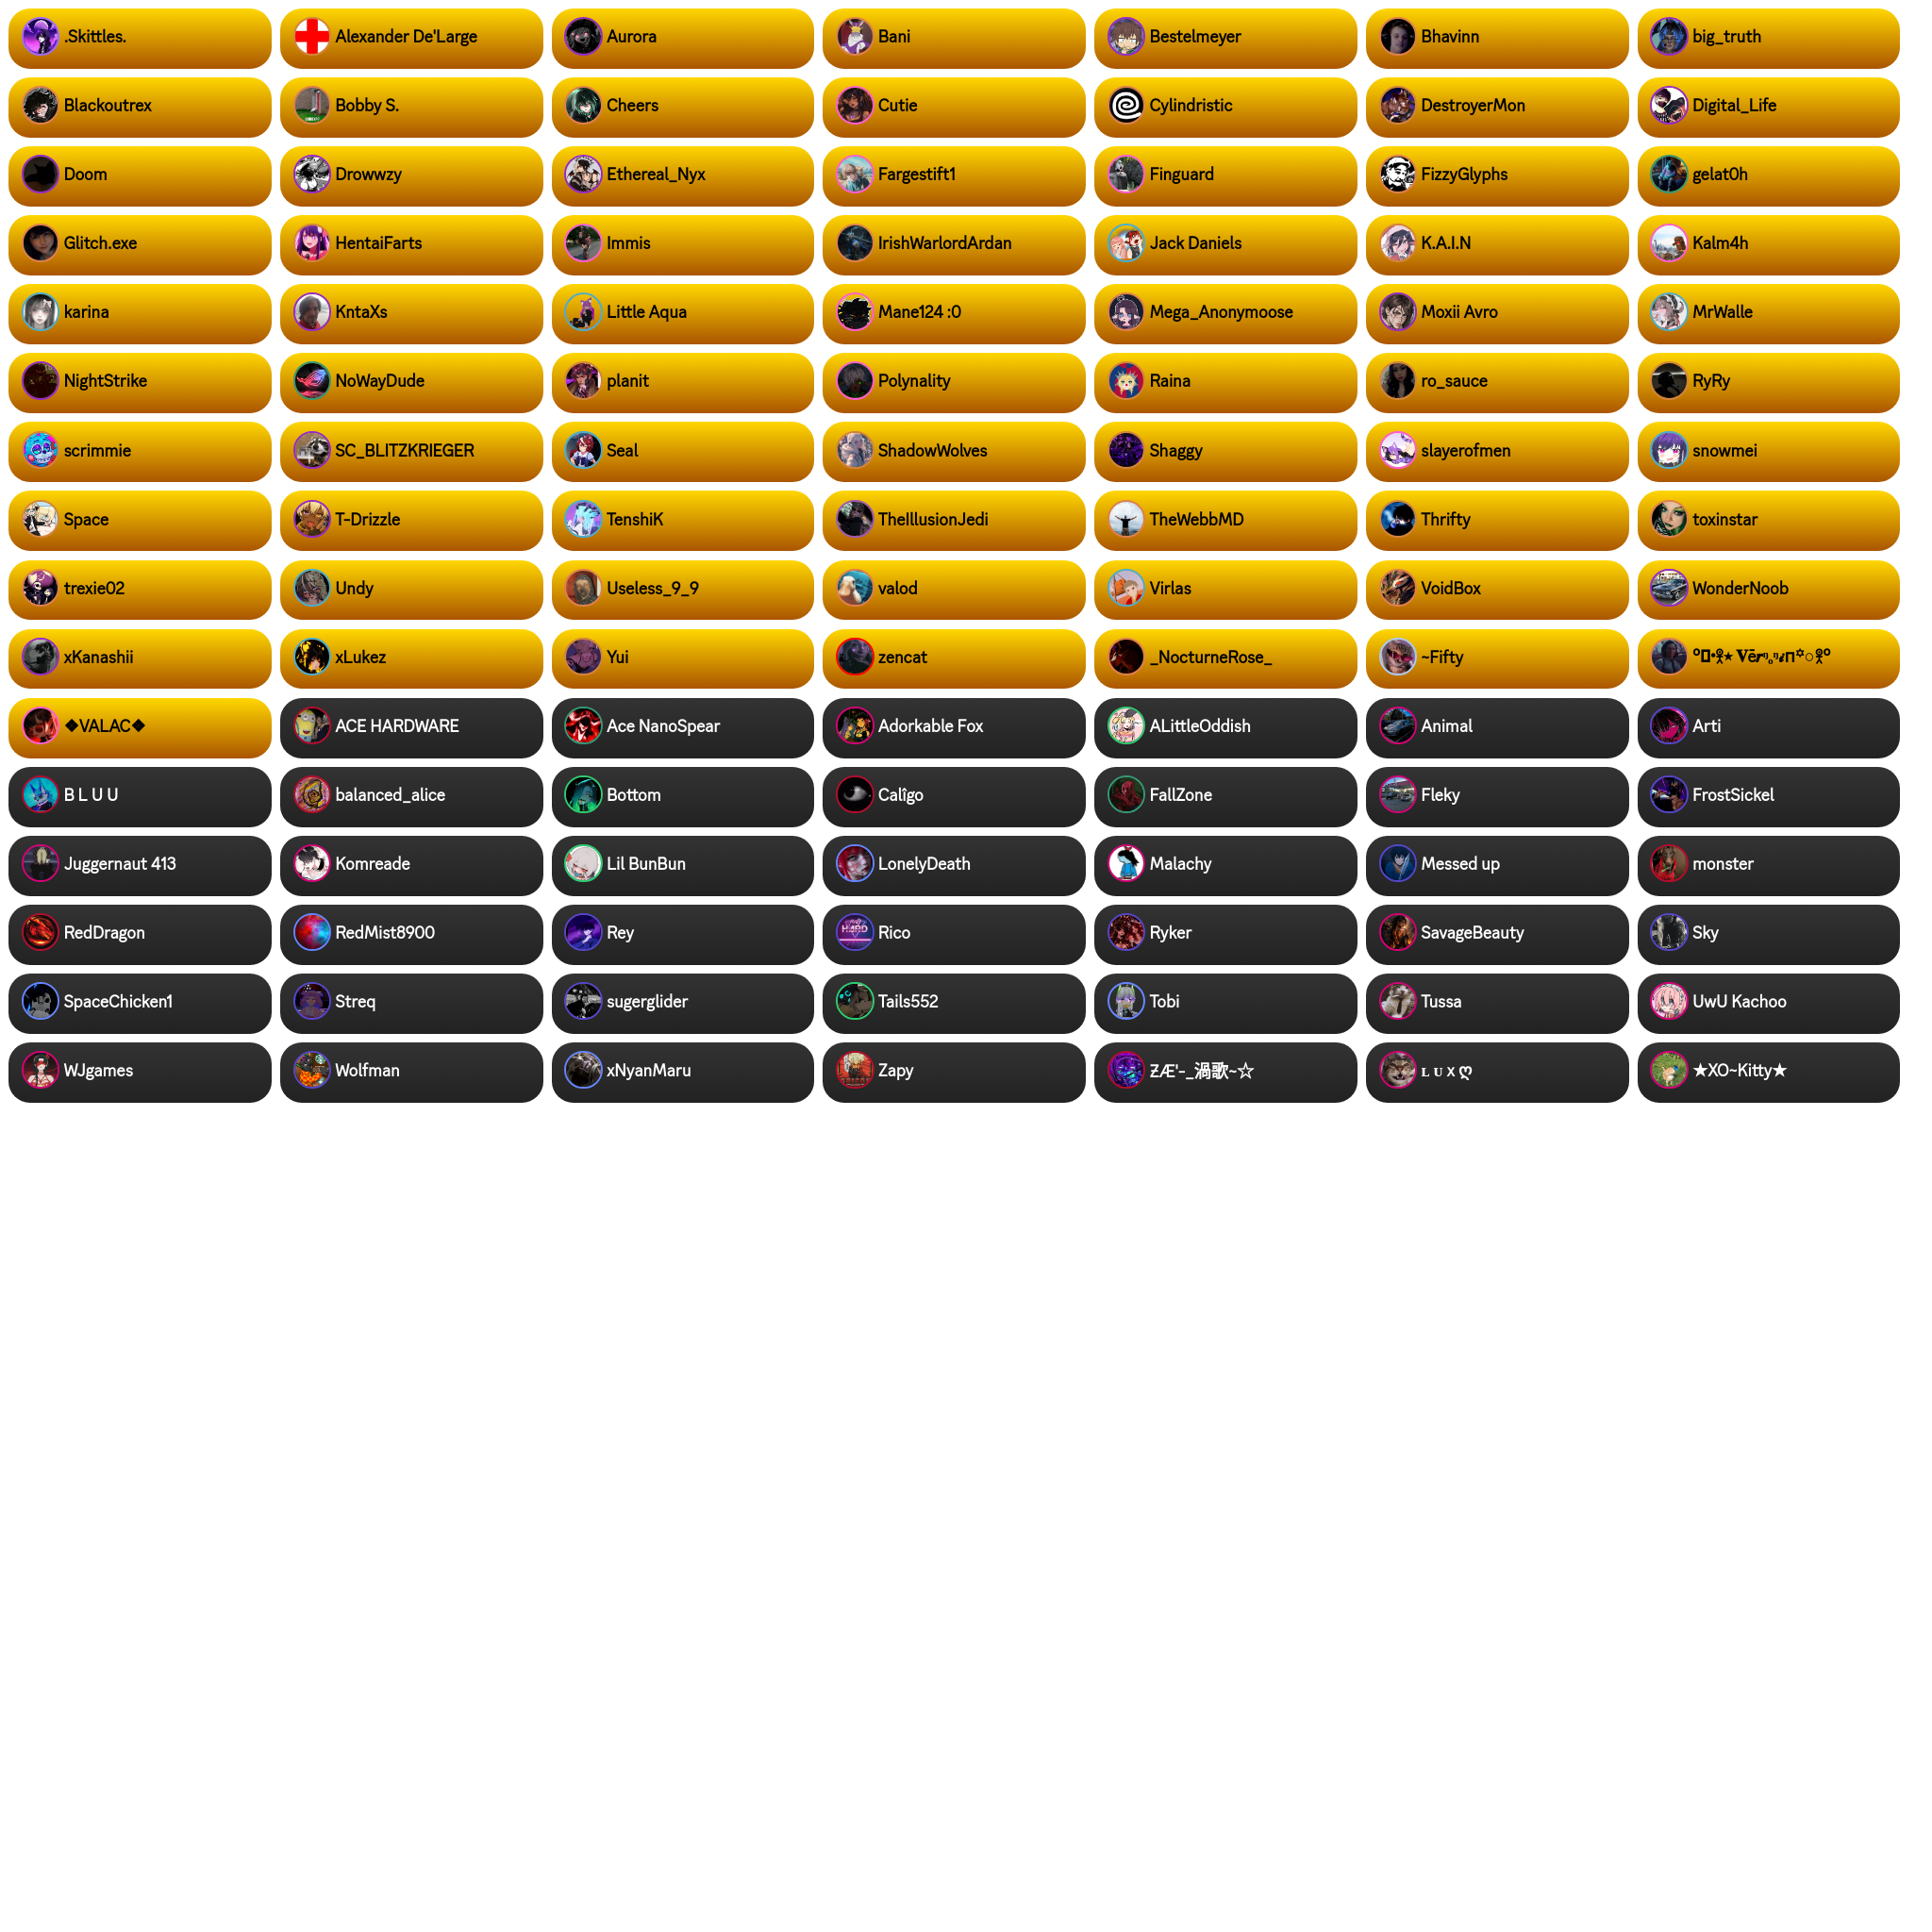 .Skittles.
Alexander De'Large
Aurora
Bani
Bestelmeyer
Bhavinn
big_truth
Blackoutrex
Bobby S.
Cheers
Cutie
Cylindristic
DestroyerMon
Digital_Life
Doom
Drowwzy
Ethereal_Nyx
Fargestift1
Finguard
FizzyGlyphs
gelat0h
Glitch.exe
HentaiFarts
Immis
IrishWarlordArdan
Jack Daniels
K.A.I.N
Kalm4h
karina
KntaXs
Little Aqua
Mane124 :0
Mega_Anonymoose
Moxii Avro
MrWalle
NightStrike
NoWayDude
planit
Polynality
Raina
ro_sauce
RyRy
scrimmie
SC_BLITZKRIEGER
Seal
ShadowWolves
Shaggy
slayerofmen
snowmei
Space
T-Drizzle
TenshiK
TheIllusionJedi
TheWebbMD
Thrifty
toxinstar
trexie02
Undy
Useless_9_9
valod
Virlas
VoidBox
WonderNoob
xKanashii
xLukez
Yui
zencat
_NocturneRose_
~Fifty
◆VALAC◆
ACE HARDWARE
Ace NanoSpear
Adorkable Fox
ALittleOddish
Animal
Arti
B L U U
balanced_alice
Bottom
Calîgo
FallZone
Fleky
FrostSickel
Juggernaut 413
Komreade
Lil BunBun
LonelyDeath
Malachy
Messed up
monster
RedDragon
RedMist8900
Rey
Rico
Ryker
SavageBeauty
Sky
SpaceChicken1
Streq
sugerglider
Tails552
Tobi
Tussa
UwU Kachoo
WJgames
Wolfman
xNyanMaru
Zapy
ƵÆ'-_渦歌~☆
ʟ ᴜ x ღ
★XO~Kitty★